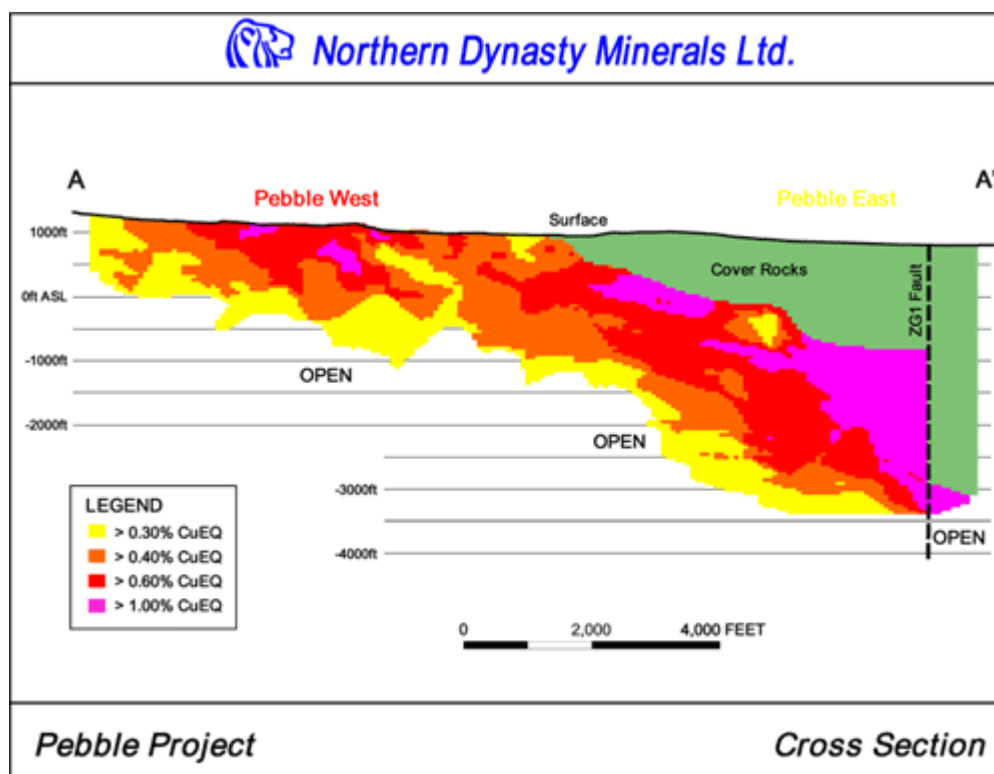 Northern Dynasty Minerals Ltd.
A
A'
Pebble West
Pebble East
Surface
1000ft
Cover Rocks
ZG1 Fault
0ft ASL
-1000ft
OPEN
-2000ft
OPEN
-3000ft
OPEN
-4000ft
LEGEND
> 0.30% CuEQ
> 0.40% CuEQ
> 0.60% CuEQ
> 1.00% CuEQ
0 2,000 4,000 FEET
Pebble Project
Cross Section